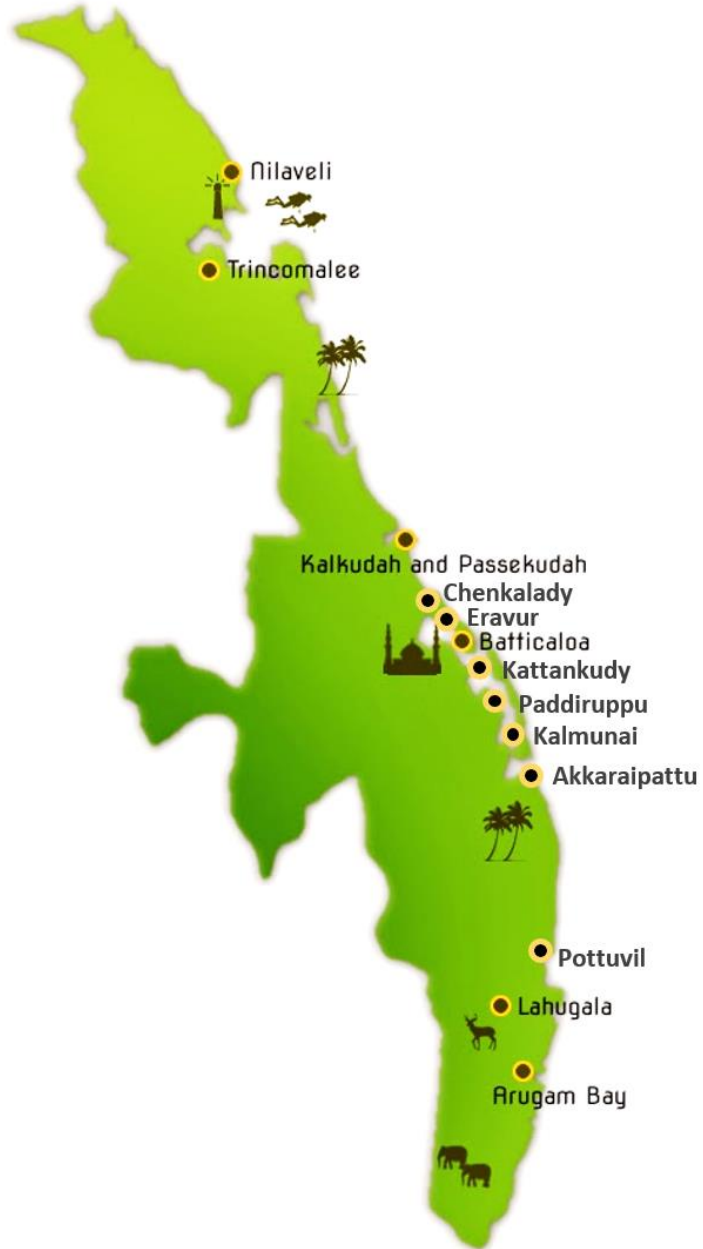 Nilaveli
Trincomalee
Kalkudah and Passekudah
Chenkalady
Eravur
Batticaloa
Kattankudy
Paddiruppu
Kalmunai
Akkaraipattu
Pottuvil
Lahugala
Arugam Bay